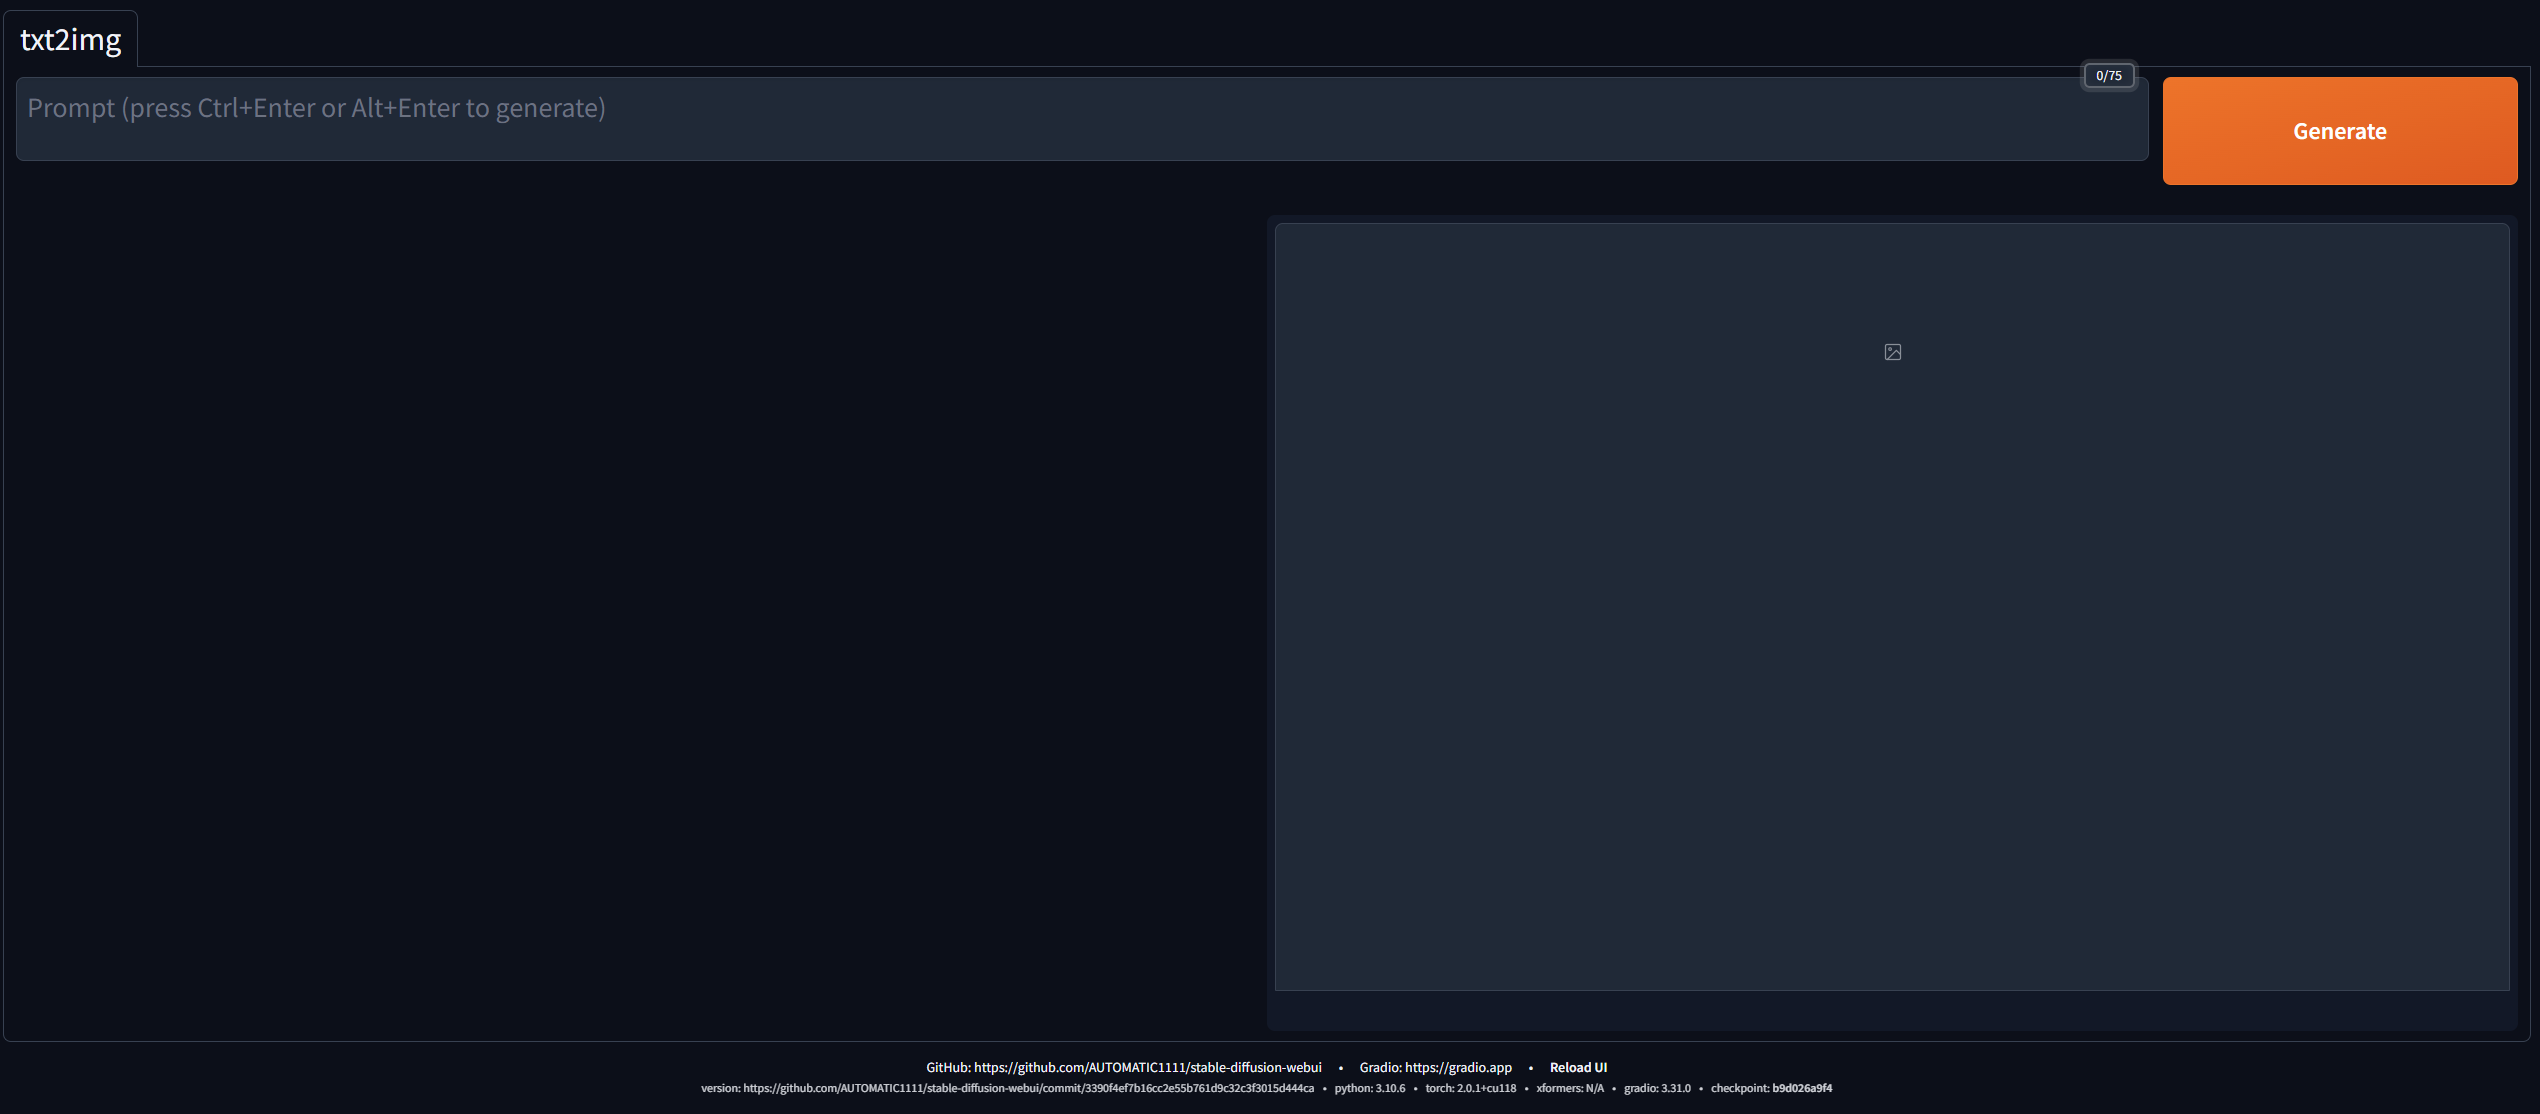 txt2img
Prompt (press Ctrl+Enter or Alt+Enter to generate)
0/75
Generate
GitHub: https://github.com/AUTOMATIC1111/stable-diffusion-webui • Gradio: https://gradio.app • Reload UI
version: https://github.com/AUTOMATIC1111/stable-diffusion-webui/commit/3390f4ef7b16cc2e55b761d9c32c3f3015d444ca • python: 3.10.6 • torch: 2.0.1+cu118 • xformers: N/A • gradio: 3.31.0 • checkpoint: b9d026a9f4